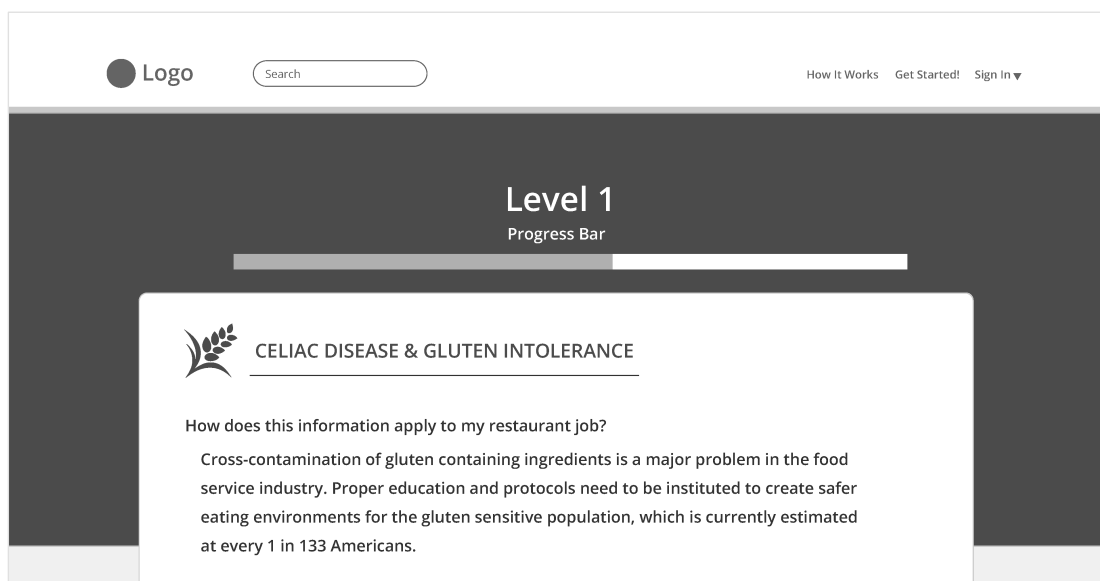 Logo
Search
How It Works
Get Started!
Sign In
Level 1
Progress Bar
CELIAC DISEASE & GLUTEN INTOLERANCE
How does this information apply to my restaurant job?
Cross-contamination of gluten containing ingredients is a major problem in the food
service industry. Proper education and protocols need to be instituted to create safer
eating environments for the gluten sensitive population, which is currently estimated
at every 1 in 133 Americans.